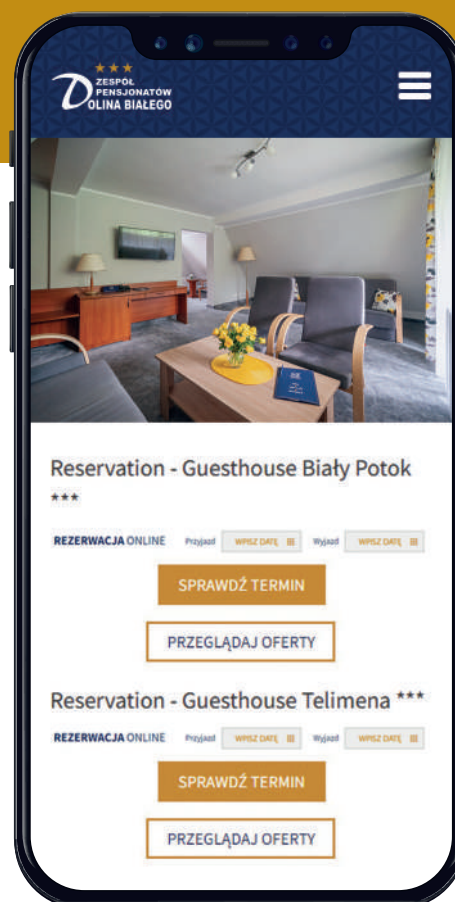 ZESPÓŁ
PENSJONATÓW
DOLINA BIAŁEGO
Reservation - Guesthouse Biały Potok
***
REZERWACJA ONLINE Przyjazd WPISZ DATĘ Wyjazd WPISZ DATĘ
SPRAWDŹ TERMIN
PRZEGLĄDAJ OFERTY
Reservation - Guesthouse Telimena ***
REZERWACJA ONLINE Przyjazd WPISZ DATĘ Wyjazd WPISZ DATĘ
SPRAWDŹ TERMIN
PRZEGLĄDAJ OFERTY